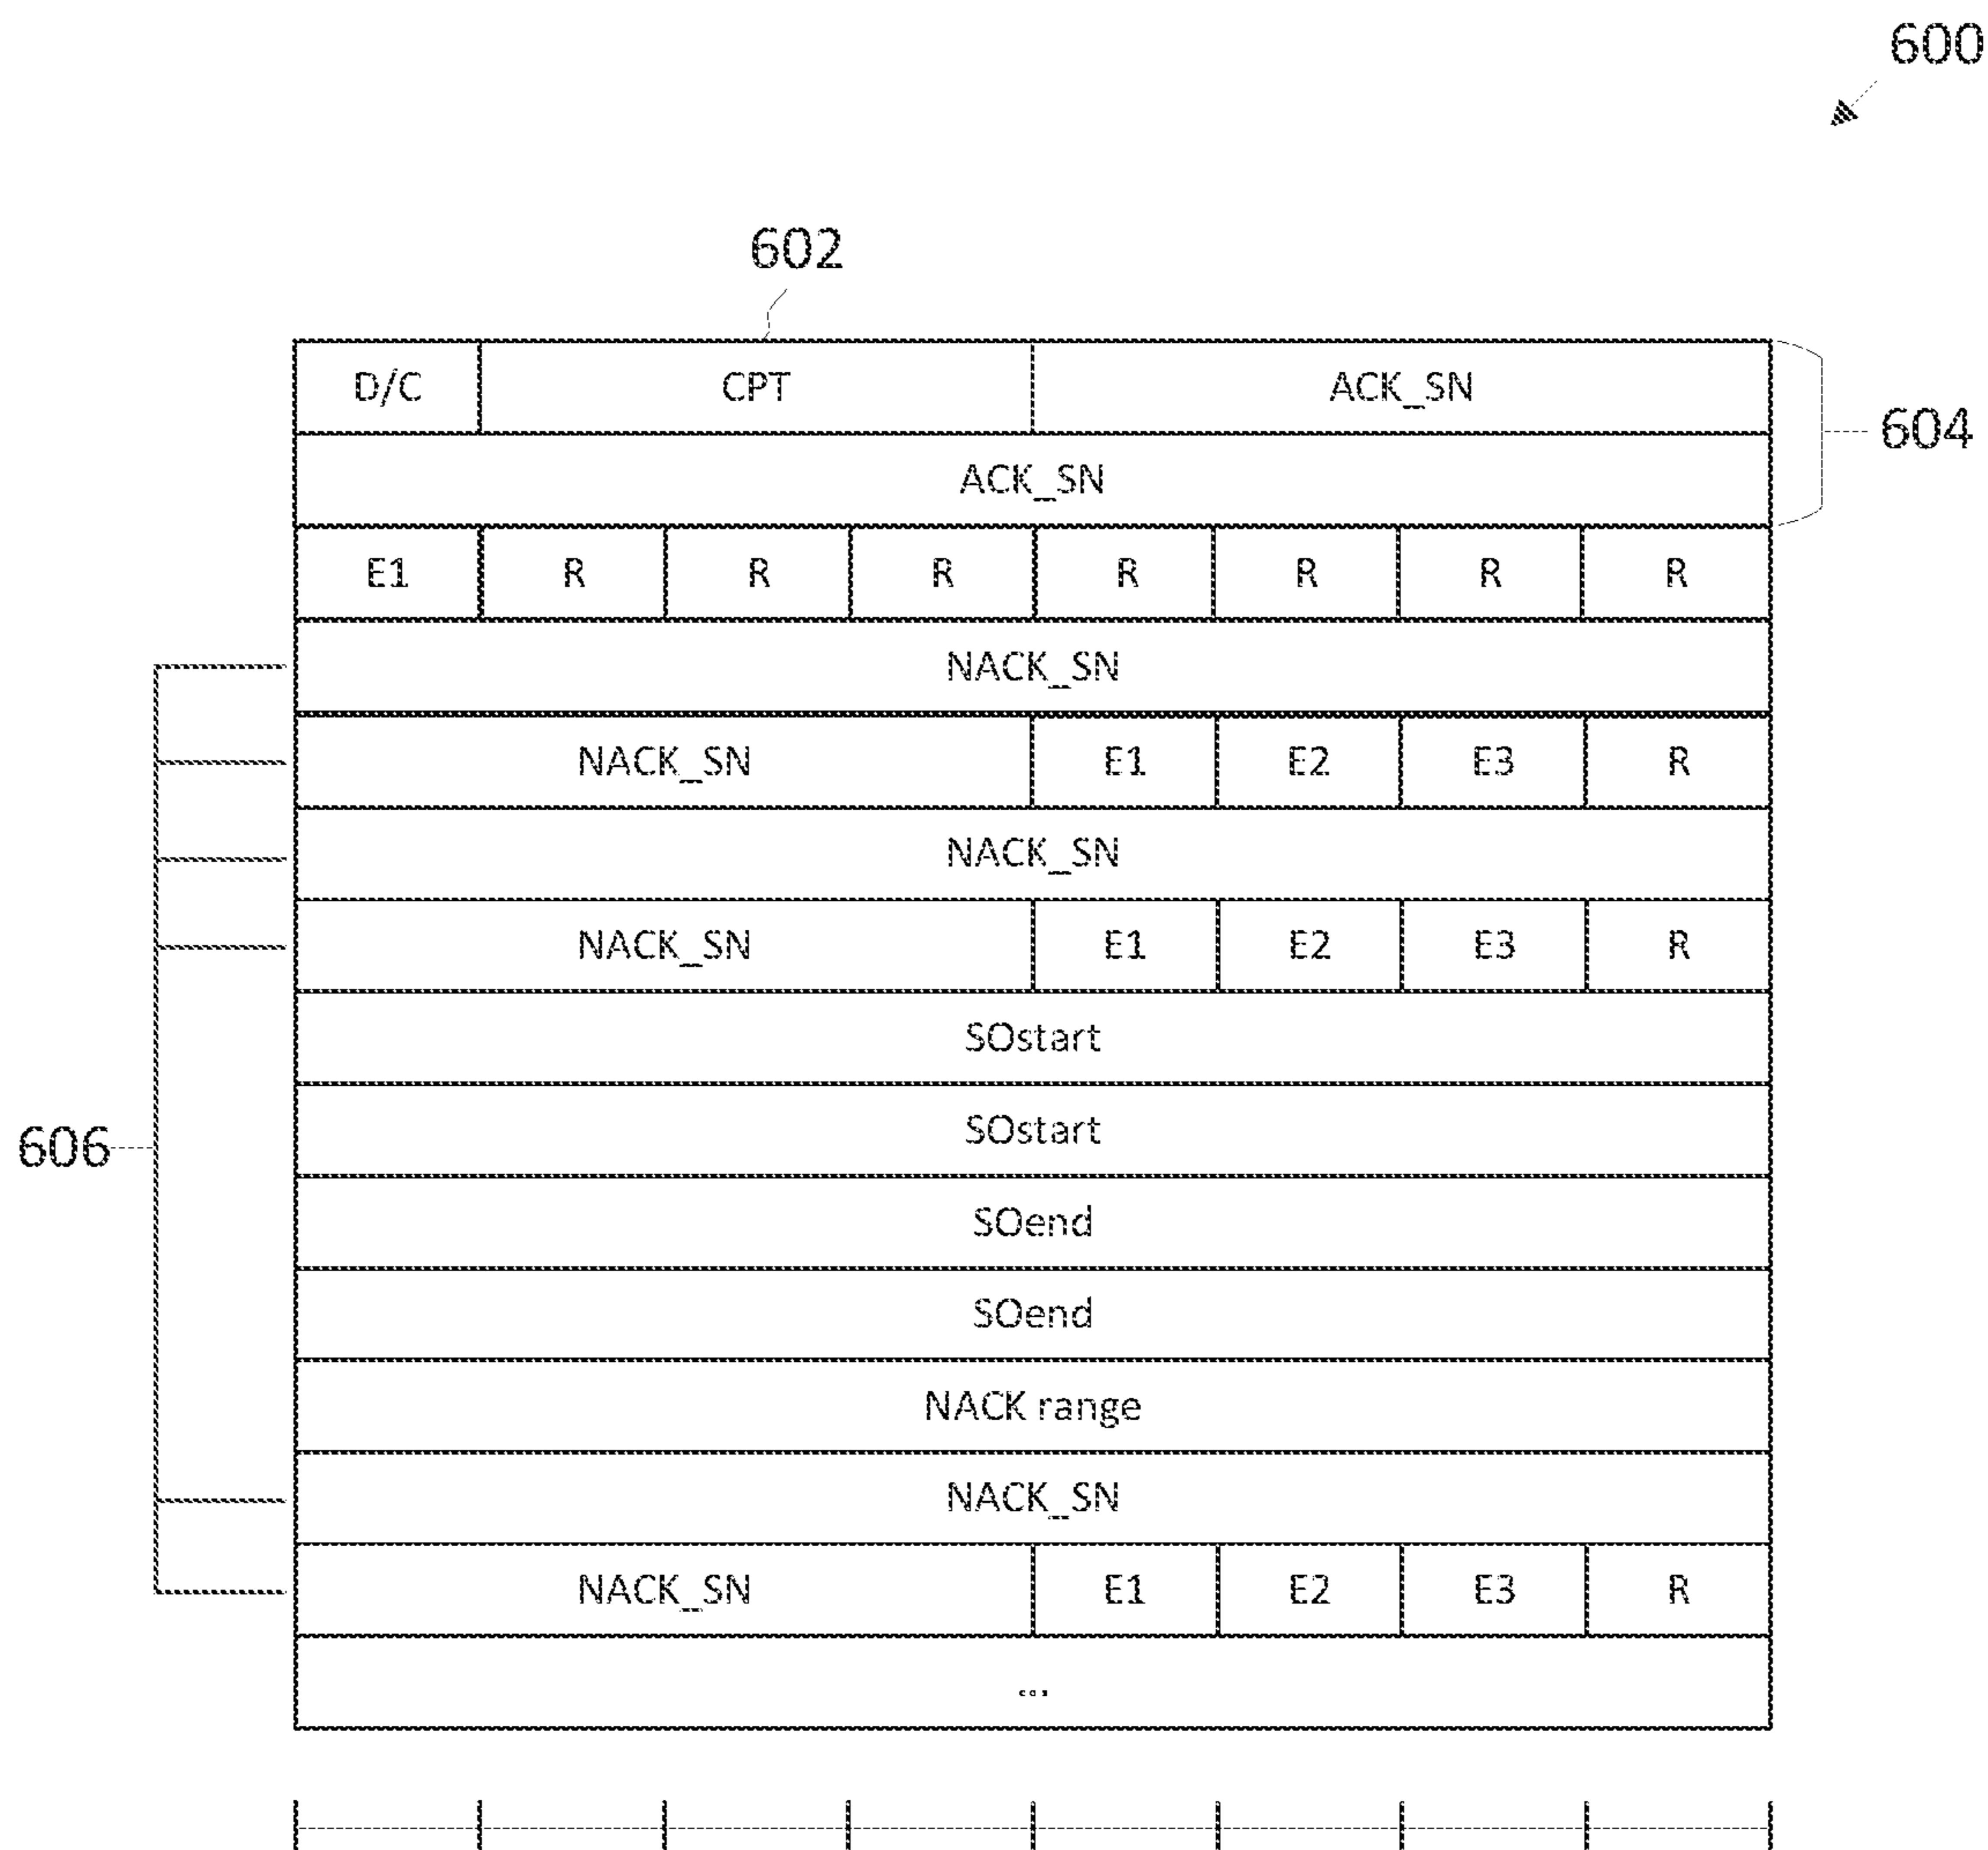 600
602
D/C CPT ACK_SN
604
ACK_SN
E1 R R R R R R R
NACK_SN
NACK_SN E1 E2 E3 R
NACK_SN
NACK_SN E1 E2 E3 R
SOstart
SOstart
606
SOend
SOend
NACK range
NACK_SN
NACK_SN E1 E2 E3 R
...